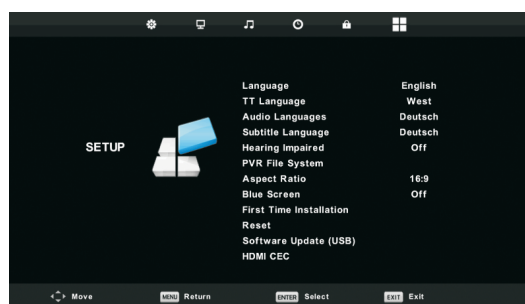 Language English
TT Language West
Audio Languages Deutsch
Subtitle Language Deutsch
SETUP Hearing Impaired Off
PVR File System
Aspect Ratio 16:9
Blue Screen Off
First Time Installation
Reset
Software Update (USB)
HDMI CEC
Move MENU Return ENTER Select EXIT Exit